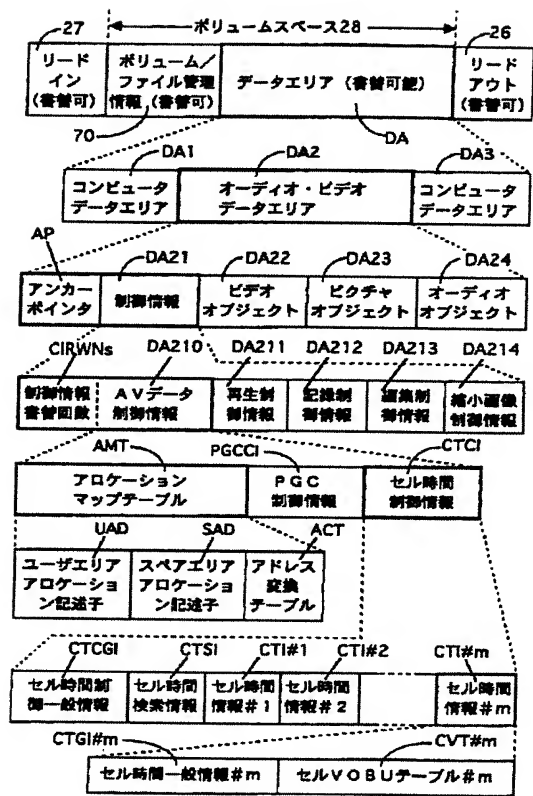 ボリュームスペース28
27
26
リード
イン
(書替可)
ボリューム/
ファイル管理
情報(書替可)
データエリア(書替可能)
リード
アウト
(書替可)
70
DA
DA1
DA2
DA3
コンピュータ
データエリア
オーディオ・ビデオ
データエリア
コンピュータ
データエリア
AP
DA21
DA22
DA23
DA24
アンカー
ポインタ
制御情報
ビデオ
オブジェクト
ピクチャ
オブジェクト
オーディオ
オブジェクト
CIRWNs
DA210
DA211
DA212
DA213
DA214
制御情報
書替回数
AVデータ
制御情報
再生制
御情報
記録制
御情報
編集制
御情報
縮小画像
制御情報
AMT
PGCCI
CTCI
アロケーション
マップテーブル
PGC
制御情報
セル時間
制御情報
UAD
SAD
ACT
ユーザエリア
アロケーショ
ン記述子
スペアエリア
アロケーショ
ン記述子
アドレス
変換
テーブル
CTCGI
CTSI
CTI#1
CTI#2
CTI#m
セル時間制
御一般情報
セル時間
検索情報
セル時間
情報#1
セル時間
情報#2
セル時間
情報#m
CTGI#m
CVT#m
セル時間一般情報#m
セルVOBUテーブル#m